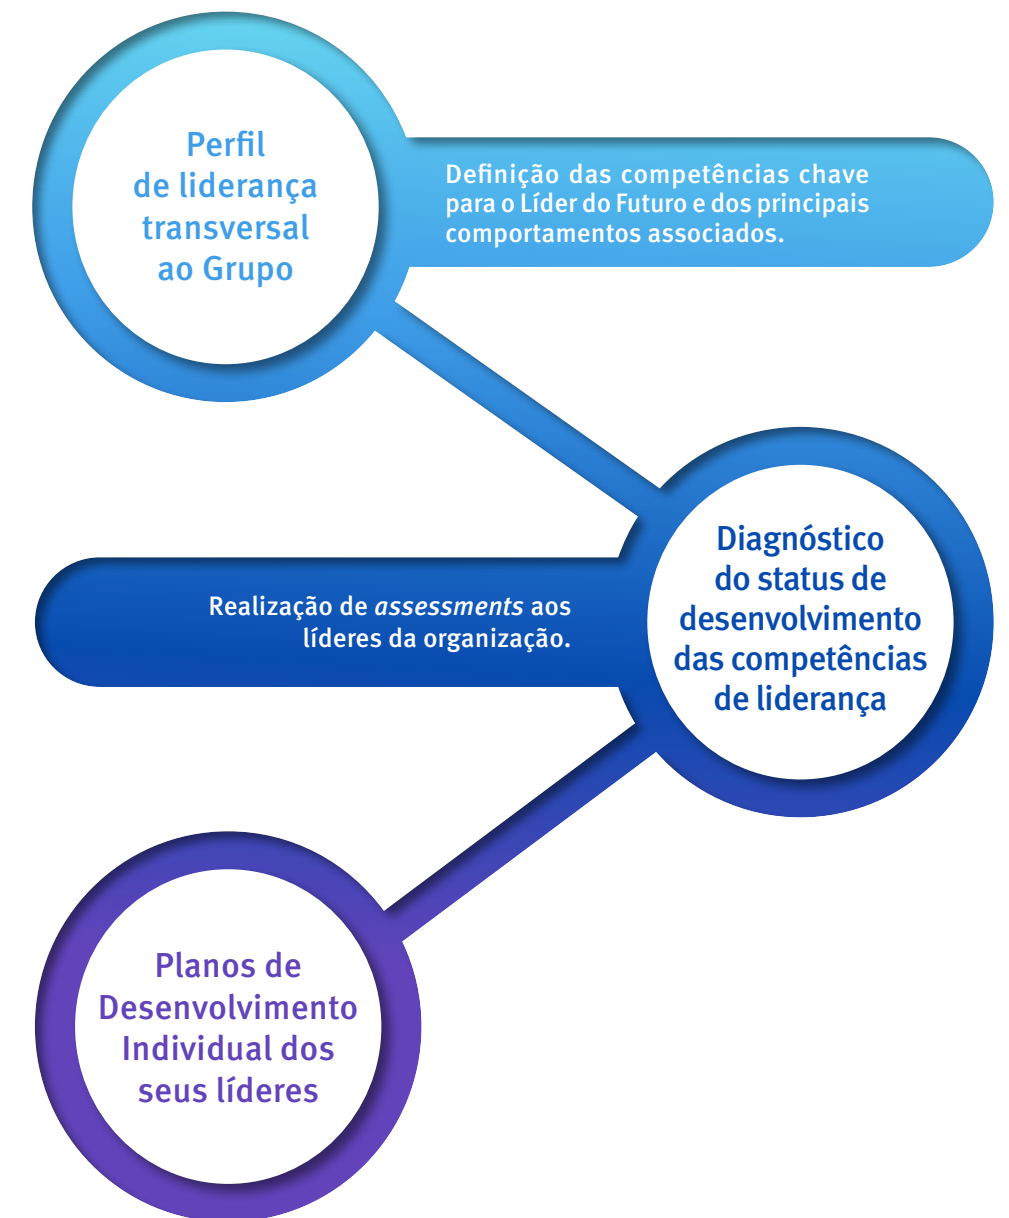 Perfil
de liderança
transversal
ao Grupo
Definição das competências chave
para o Líder do Futuro e dos principais
comportamentos associados.
Diagnóstico
do status de
desenvolvimento
das competências
de liderança
Realização de assessments aos
líderes da organização.
Planos de
Desenvolvimento
Individual dos
seus líderes